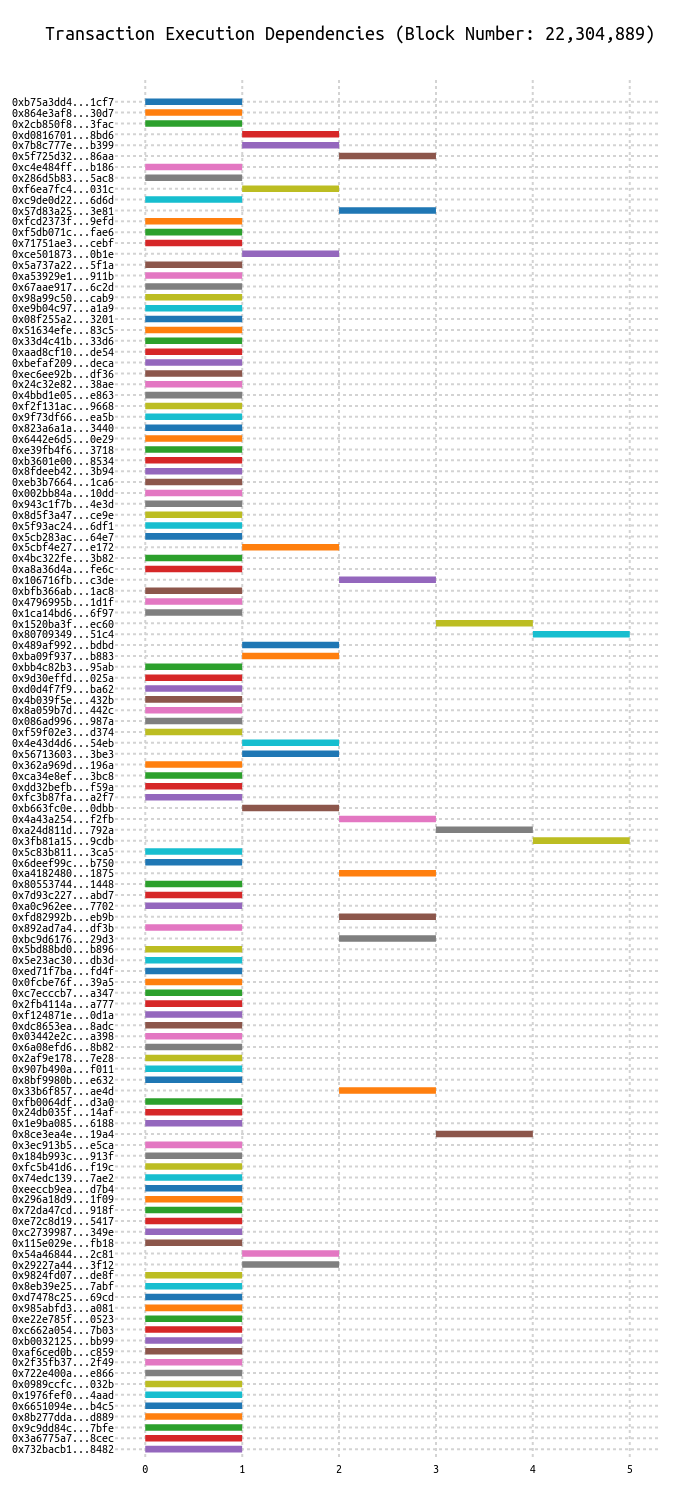 Transaction Execution Dependencies (Block Number: 22,304,889)
0xb75a3dd4...1cf7
0x864e3af8...30d7
0x2cb850f8...3fac
0xd0816701...8bd6
0x7b8c777e...b399
0x5f725d32...86aa
0xc4e484ff...b186
0x286d5b83...5ac8
0xf6ea7fc4...031c
0xc9de0d22...6d6d
0x57d83a25...3e81
0xfcd2373f...9efd
0xf5db071c...fae6
0x71751ae3...cebf
0xce501873...0b1e
0x5a737a22...5f1a
0xa53929e1...911b
0x67aae917...6c2d
0x98a99c50...cab9
0xe9b04c97...a1a9
0x08f255a2...3201
0x51634efe...83c5
0x33d4c41b...33d6
0xaad8cf10...de54
0xbefaf209...deca
0xec6ee92b...df36
0x24c32e82...38ae
0x4bbd1e05...e863
0xf2f131ac...9668
0x9f73df66...ea5b
0x823a6a1a...3440
0x6442e6d5...0e29
0xe39fb4f6...3718
0xb3601e00...8534
0x8fdeeb42...3b94
0xeb3b7664...1ca6
0x002bb84a...10dd
0x943c1f7b...4e3d
0x8d5f3a47...ce9e
0x5f93ac24...6df1
0x5cb283ac...64e7
0x5cbf4e27...e172
0x4bc322fe...3b82
0xa8a36d4a...fe6c
0x106716fb...c3de
0xbfb366ab...1ac8
0x4796995b...1d1f
0x1ca14bd6...6f97
0x1520ba3f...ec60
0x80709349...51c4
0x489af992...bdbd
0xba09f937...b883
0xbb4c82b3...95ab
0x9d30effd...025a
0xd0d4f7f9...ba62
0x4b039f5e...432b
0x8a059b7d...442c
0x086ad996...987a
0xf59f02e3...d374
0x4e43d4d6...54eb
0x56713603...3be3
0x362a969d...196a
0xca34e8ef...3bc8
0xdd32befb...f59a
0xfc3b87fa...a2f7
0xb663fc0e...0dbb
0x4a43a254...f2fb
0xa24d811d...792a
0x3fb81a15...9cdb
0x5c83b811...3ca5
0x6deef99c...b750
0xa4182480...1875
0x80553744...1448
0x7d93c227...abd7
0xa0c962ee...7702
0xfd82992b...eb9b
0x892ad7a4...df3b
0xbc9d6176...29d3
0x5bd88bd0...b896
0x5e23ac30...db3d
0xed71f7ba...fd4f
0x0fcbe76f...39a5
0xc7ecccb7...a347
0x2fb4114a...a777
0xf124871e...0d1a
0xdc8653ea...8adc
0x03442e2c...a398
0x6a08efd6...8b82
0x2af9e178...7e28
0x907b490a...f011
0x8bf9980b...e632
0x33b6f857...ae4d
0xfb0064df...d3a0
0x24db035f...14af
0x1e9ba085...6188
0x8ce3ea4e...19a4
0x3ec913b5...e5ca
0x184b993c...913f
0xfc5b41d6...f19c
0x74edc139...7ae2
0xeeccb9ea...d7b4
0x296a18d9...1f09
0x72da47cd...918f
0xe72c8d19...5417
0xc2739987...349e
0x115e029e...fb18
0x54a46844...2c81
0x29227a44...3f12
0x9824fd07...de8f
0x8eb39e25...7abf
0xd7478c25...69cd
0x985abfd3...a081
0xe22e785f...0523
0xc662a054...7b03
0xb0032125...bb99
0xaf6ced0b...c859
0x2f35fb37...2f49
0x722e400a...e866
0x0989ccfc...032b
0x1976fef0...4aad
0x6651094e...b4c5
0x8b277dda...d889
0x9c9dd84c...7bfe
0x3a6775a7...8cec
0x732bacb1...8482
0 1 2 3 4 5